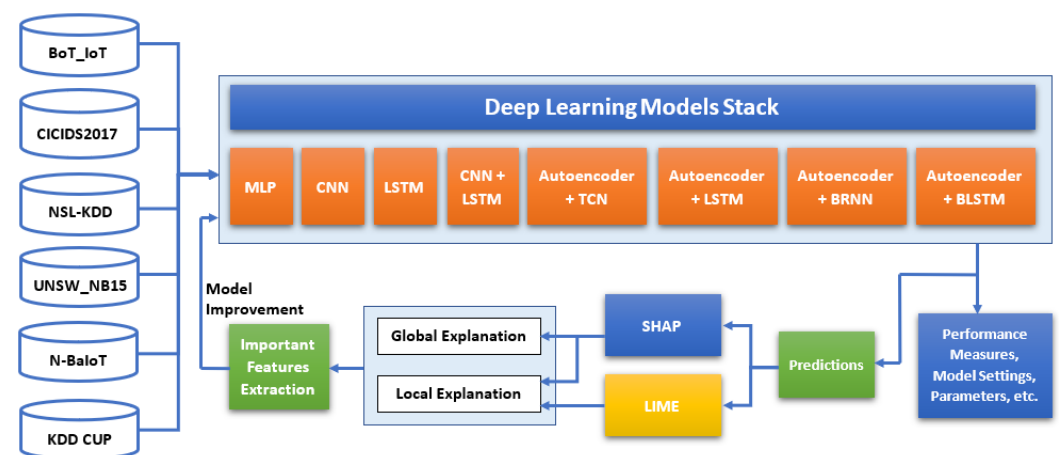 BoT_IoT
CICIDS2017
NSL-KDD
UNSW_NB15
N-BaIoT
KDD CUP
Deep Learning Models Stack
MLP
CNN
LSTM
CNN +
LSTM
Autoencoder
+ TCN
Autoencoder
+ LSTM
Autoencoder
+ BRNN
Autoencoder
+ BLSTM
Model
Improvement
Important
Features
Extraction
Global Explanation
Local Explanation
SHAP
LIME
Predictions
Performance
Measures,
Model Settings,
Parameters, etc.